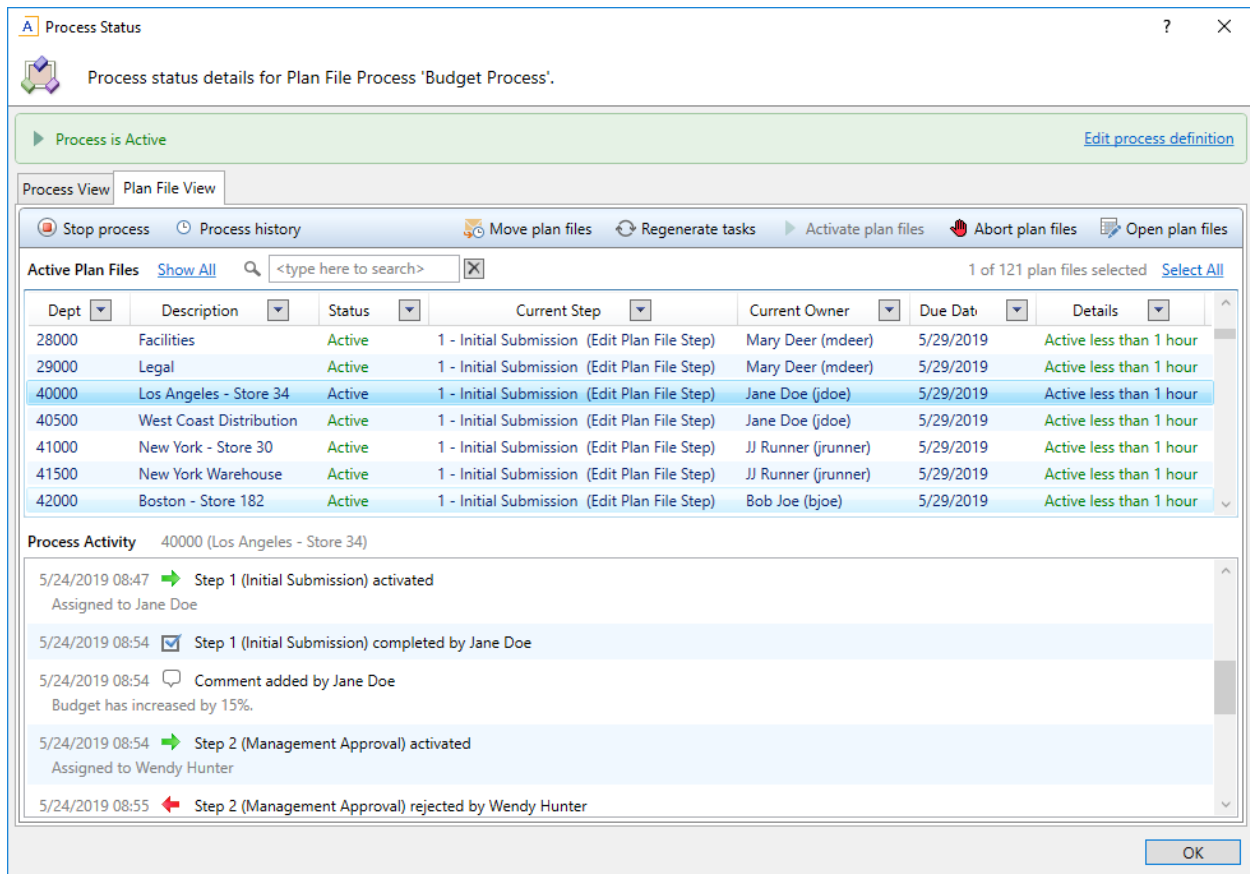 A Process Status ?
Process status details for Plan File Process 'Budget Process'.
Process is Active Edit process definition
Process View Plan File View
Stop process Process history Move plan files Regenerate tasks Activate plan files Abort plan files Open plan files
Active Plan Files Show All <type here to search> 1 of 121 plan files selected Select All
Dept Description Status Current Step Current Owner Due Dat Details
28000 Facilities Active 1 - Initial Submission (Edit Plan File Step) Mary Deer (mdeer) 5/29/2019 Active less than 1 hour
29000 Legal Active 1 - Initial Submission (Edit Plan File Step) Mary Deer (mdeer) 5/29/2019 Active less than 1 hour
40000 Los Angeles - Store 34 Active 1 - Initial Submission (Edit Plan File Step) Jane Doe (jdoe) 5/29/2019 Active less than 1 hour
40500 West Coast Distribution Active 1 - Initial Submission (Edit Plan File Step) Jane Doe (jdoe) 5/29/2019 Active less than 1 hour
41000 New York - Store 30 Active 1 - Initial Submission (Edit Plan File Step) JJ Runner (jrunner) 5/29/2019 Active less than 1 hour
41500 New York Warehouse Active 1 - Initial Submission (Edit Plan File Step) JJ Runner (jrunner) 5/29/2019 Active less than 1 hour
42000 Boston - Store 182 Active 1 - Initial Submission (Edit Plan File Step) Bob Joe (bjoe) 5/29/2019 Active less than 1 hour
Process Activity 40000 (Los Angeles - Store 34)
5/24/2019 08:47 Step 1 (Initial Submission) activated
Assigned to Jane Doe
5/24/2019 08:54 Step 1 (Initial Submission) completed by Jane Doe
5/24/2019 08:54 Comment added by Jane Doe
Budget has increased by 15%.
5/24/2019 08:54 Step 2 (Management Approval) activated
Assigned to Wendy Hunter
5/24/2019 08:55 Step 2 (Management Approval) rejected by Wendy Hunter
OK